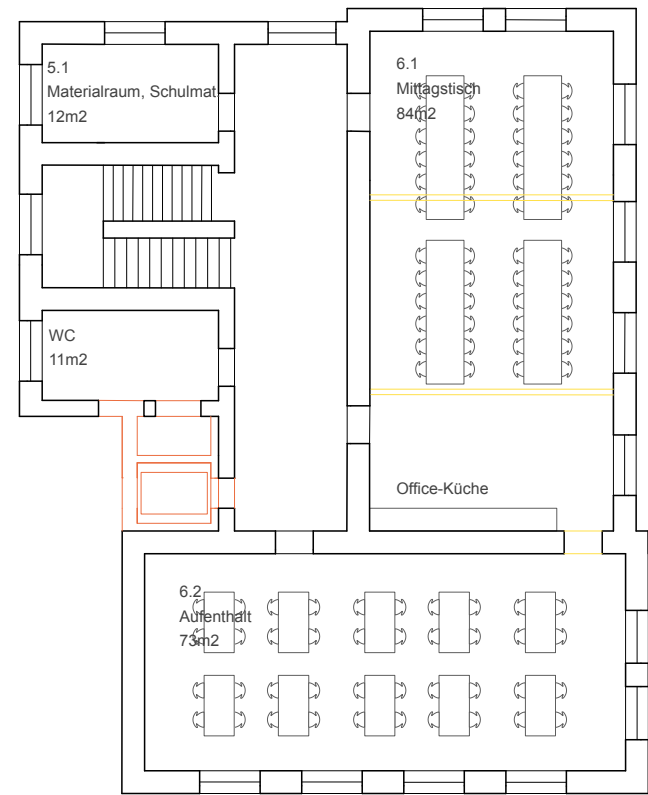 5.1
Materialraum, Schulmat
12m2
6.1
Mittagstisch
84m2
WC
11m2
Office-Küche
6.2
Aufenthalt
73m2